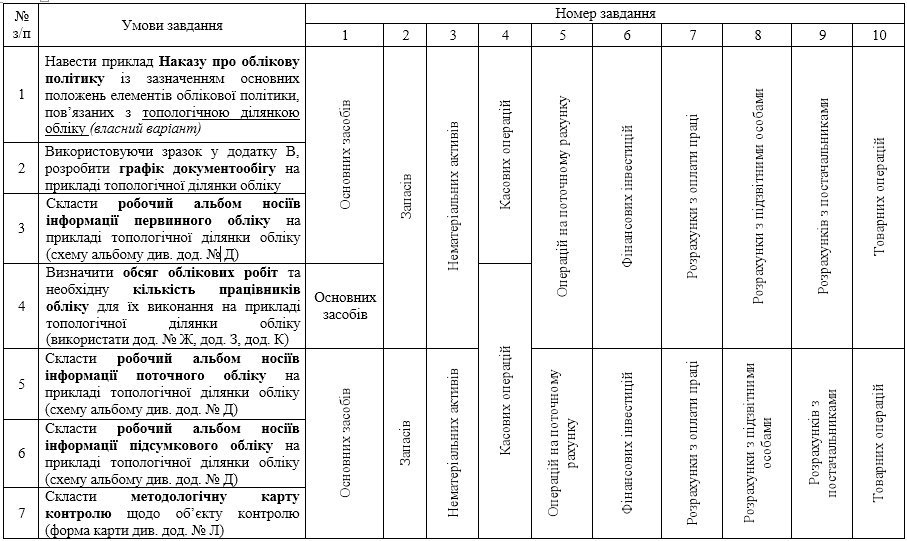 №
з/п
Умови завдання
Номер завдання
1
2
3
4
5
6
7
8
9
10
1
Навести приклад Наказу про облікову
політику із зазначенням основних
положень елементів облікової політики,
пов’язаних з топологічною ділянкою
обліку (власний варіант)
2
Використовуючи зразок у додатку В,
розробити графік документообігу на
прикладі топологічної ділянки обліку
3
Скласти робочий альбом носіїв
інформації первинного обліку на
прикладі топологічної ділянки обліку
(схему альбому див. дод. № Д)
4
Визначити обсяг облікових робіт та
необхідну кількість працівників
обліку для їх виконання на прикладі
топологічної ділянки обліку
(використати дод. № Ж, дод. З, дод. К)
5
Скласти робочий альбом носіїв
інформації поточного обліку на
прикладі топологічної ділянки обліку
(схему альбому див. дод. № Д)
6
Скласти робочий альбом носіїв
інформації підсумкового обліку на
прикладі топологічної ділянки обліку
(схему альбому див. дод. № Д)
7
Скласти методологічну карту
контролю щодо об’єкту контролю
(форма карти див. дод. № Л)
Основних засобів
Запасів
Нематеріальних активів
Касових операцій
Операцій на поточному рахунку
Фінансових інвестицій
Розрахунки з оплати праці
Розрахунки з підзвітними особами
Розрахунків з постачальниками
Товарних операцій
Основних
засобів
Основних засобів
Запасів
Нематеріальних активів
Касових операцій
Операцій на поточному
рахунку
Фінансових інвестицій
Розрахунки з оплати праці
Розрахунки з підзвітними
особами
Розрахунків з
постачальниками
Товарних операцій